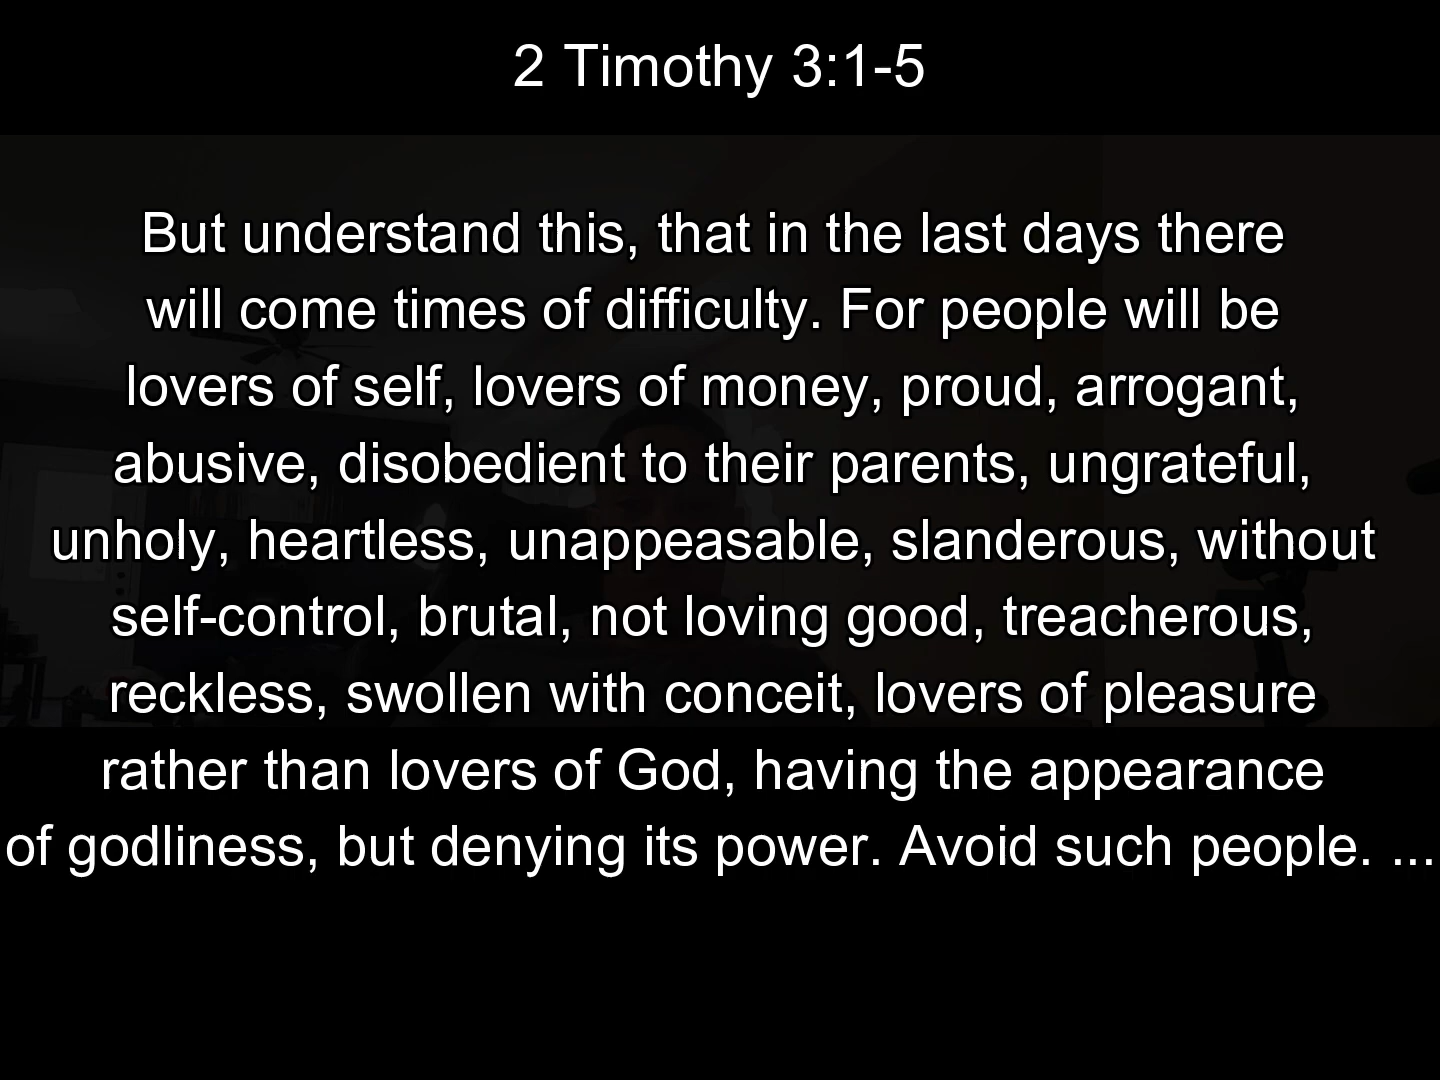 2 Timothy 3:1-5
But understand this, that in the last days there
will come times of difficulty. For people will be
lovers of self, lovers of money, proud, arrogant,
abusive, disobedient to their parents, ungrateful,
unholy, heartless, unappeasable, slanderous, without
self-control, brutal, not loving good, treacherous,
reckless, swollen with conceit, lovers of pleasure
rather than lovers of God, having the appearance
of godliness, but denying its power. Avoid such people. ...